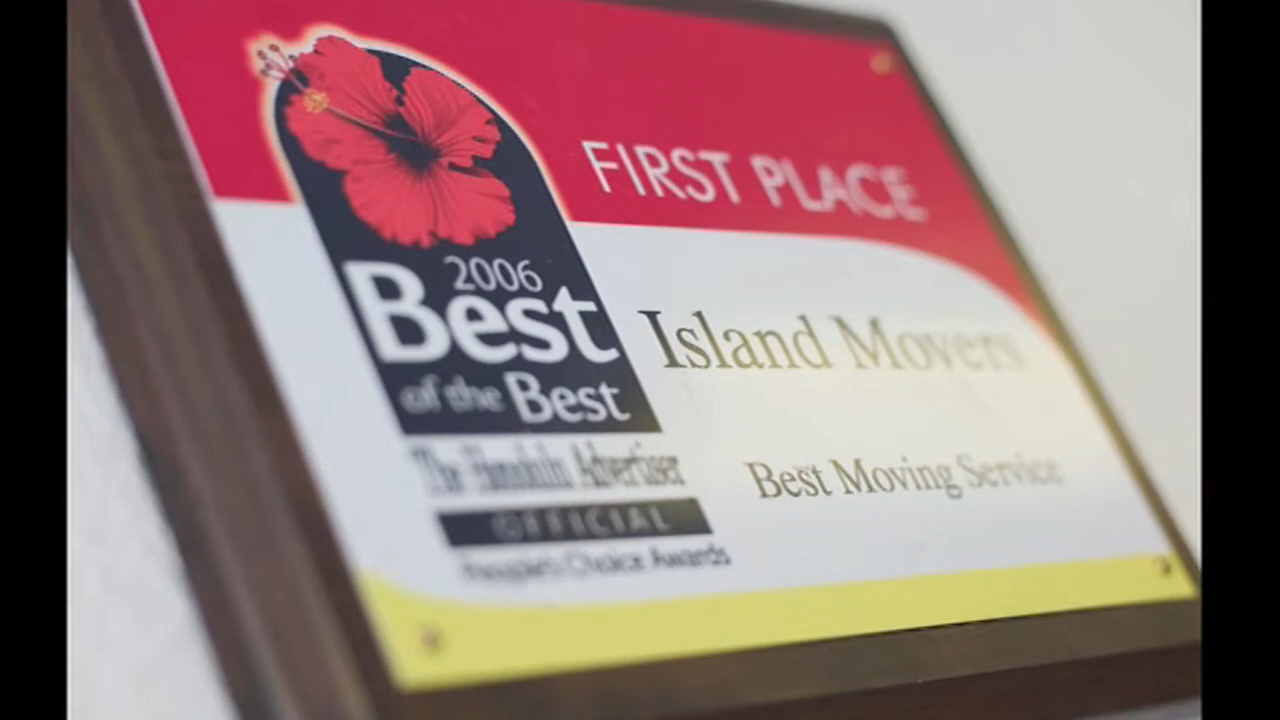 FIRST PLACE
2006
Best
of the Best
The Honolulu Advertiser
OFFICIAL
People's Choice Awards
Island Movers
Best Moving Service